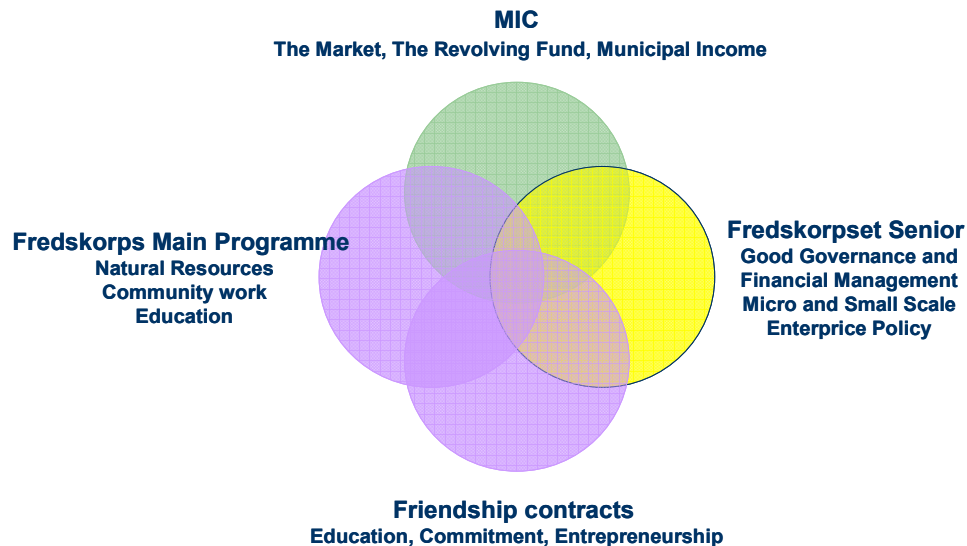 MIC
The Market, The Revolving Fund, Municipal Income
Fredskorps Main Programme
Natural Resources
Community work
Education
Fredskorpset Senior
Good Governance and
Financial Management
Micro and Small Scale
Enterprice Policy
Friendship contracts
Education, Commitment, Entrepreneurship